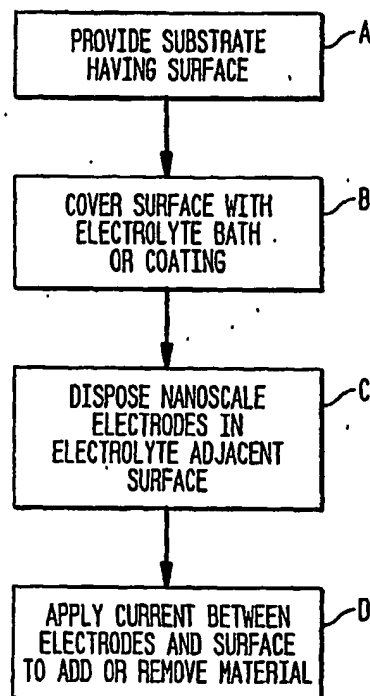 PROVIDE SUBSTRATE
HAVING SURFACE
A
COVER SURFACE WITH
ELECTROLYTE BATH
OR COATING
B
DISPOSE NANOSCALE
ELECTRODES IN
ELECTROLYTE ADJACENT
SURFACE
C
APPLY CURRENT BETWEEN
ELECTRODES AND SURFACE
TO ADD OR REMOVE MATERIAL
D